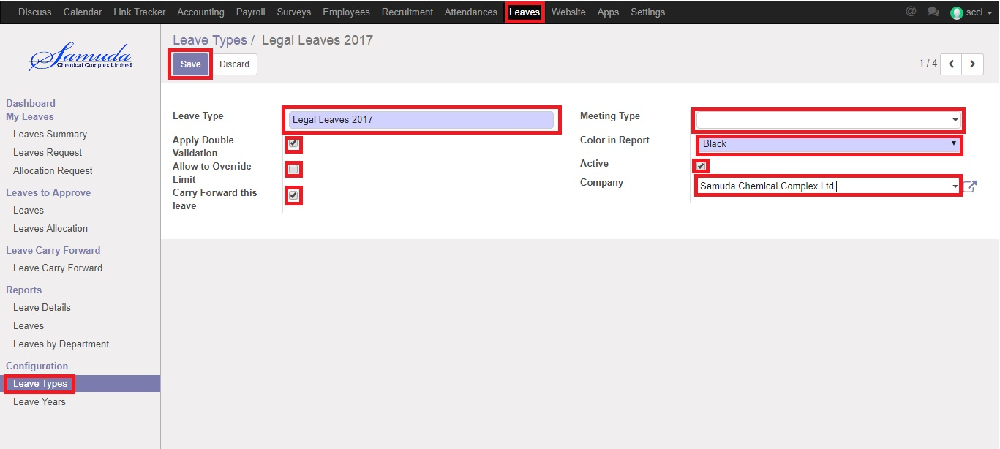 Discuss Calendar Link Tracker Accounting Payroll Surveys Employees Recruitment Attendances Leaves Website Apps Settings @ sccl
Samuda
Chemical Complex Limited
Leave Types / Legal Leaves 2017
Save Discard
1 / 4
Dashboard
My Leaves
Leaves Summary
Leaves Request
Allocation Request
Leaves to Approve
Leaves
Leaves Allocation
Leave Carry Forward
Leave Carry Forward
Reports
Leave Details
Leaves
Leaves by Department
Configuration
Leave Types
Leave Years
Leave Type Legal Leaves 2017
Apply Double
Validation
Allow to Override
Limit
Carry Forward this
leave
Meeting Type
Color in Report Black
Active
Company Samuda Chemical Complex Ltd.